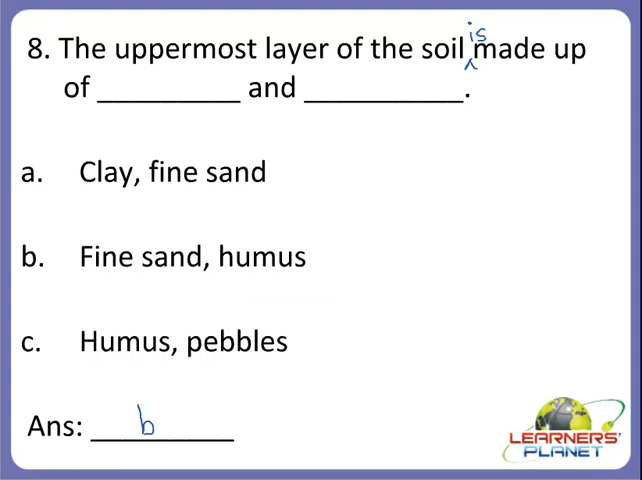 8. The uppermost layer of the soil is made up
of _________ and __________.
a. Clay, fine sand
b. Fine sand, humus
c. Humus, pebbles
Ans: b
LEARNERS'
PLANET